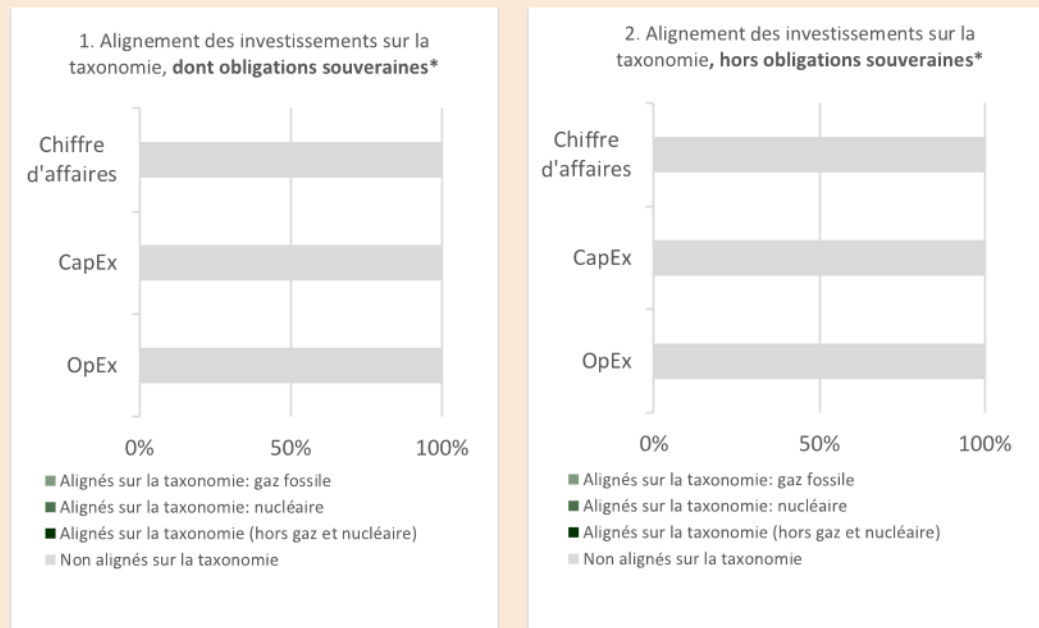 1. Alignement des investissements sur la
taxonomie, dont obligations souveraines*
Chiffre
d'affaires
CapEx
OpEx
0% 50% 100%
Alignés sur la taxonomie: gaz fossile
Alignés sur la taxonomie: nucléaire
Alignés sur la taxonomie (hors gaz et nucléaire)
Non alignés sur la taxonomie
2. Alignement des investissements sur la
taxonomie, hors obligations souveraines*
Chiffre
d'affaires
CapEx
OpEx
0% 50% 100%
Alignés sur la taxonomie: gaz fossile
Alignés sur la taxonomie: nucléaire
Alignés sur la taxonomie (hors gaz et nucléaire)
Non alignés sur la taxonomie